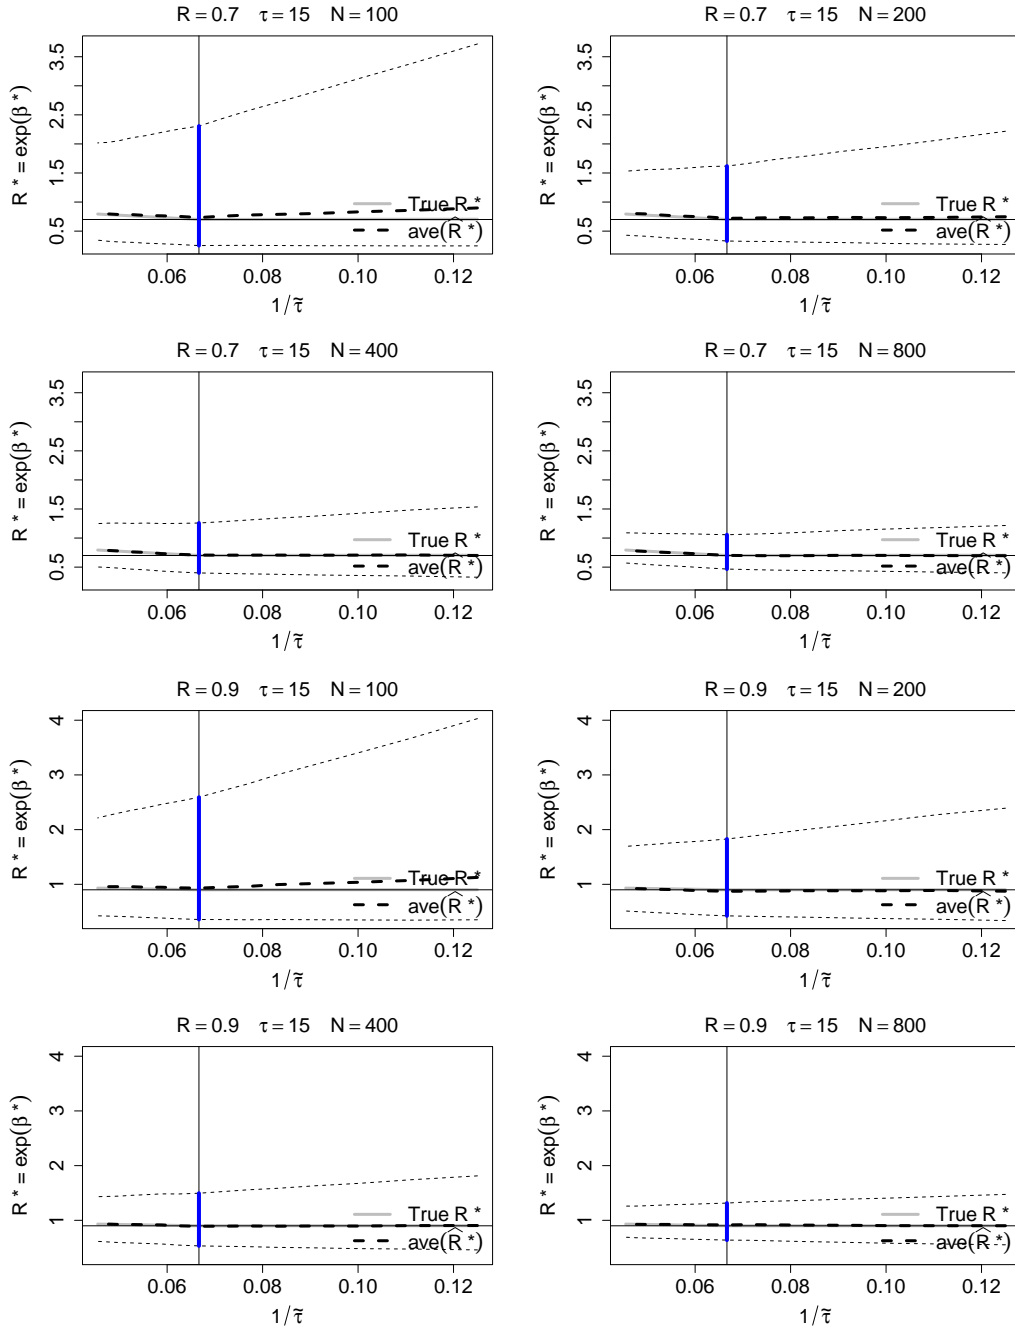 R = 0.7 τ = 15 N = 100
R * = exp(β *)
0.5 1.5 2.5 3.5
True R *
ave(R̂ *)
0.06 0.08 0.10 0.12
1/τ̃
R = 0.7 τ = 15 N = 200
R * = exp(β *)
0.5 1.5 2.5 3.5
True R *
ave(R̂ *)
0.06 0.08 0.10 0.12
1/τ̃
R = 0.7 τ = 15 N = 400
R * = exp(β *)
0.5 1.5 2.5 3.5
True R *
ave(R̂ *)
0.06 0.08 0.10 0.12
1/τ̃
R = 0.7 τ = 15 N = 800
R * = exp(β *)
0.5 1.5 2.5 3.5
True R *
ave(R̂ *)
0.06 0.08 0.10 0.12
1/τ̃
R = 0.9 τ = 15 N = 100
R * = exp(β *)
1 2 3 4
True R *
ave(R̂ *)
0.06 0.08 0.10 0.12
1/τ̃
R = 0.9 τ = 15 N = 200
R * = exp(β *)
1 2 3 4
True R *
ave(R̂ *)
0.06 0.08 0.10 0.12
1/τ̃
R = 0.9 τ = 15 N = 400
R * = exp(β *)
1 2 3 4
True R *
ave(R̂ *)
0.06 0.08 0.10 0.12
1/τ̃
R = 0.9 τ = 15 N = 800
R * = exp(β *)
1 2 3 4
True R *
ave(R̂ *)
0.06 0.08 0.10 0.12
1/τ̃